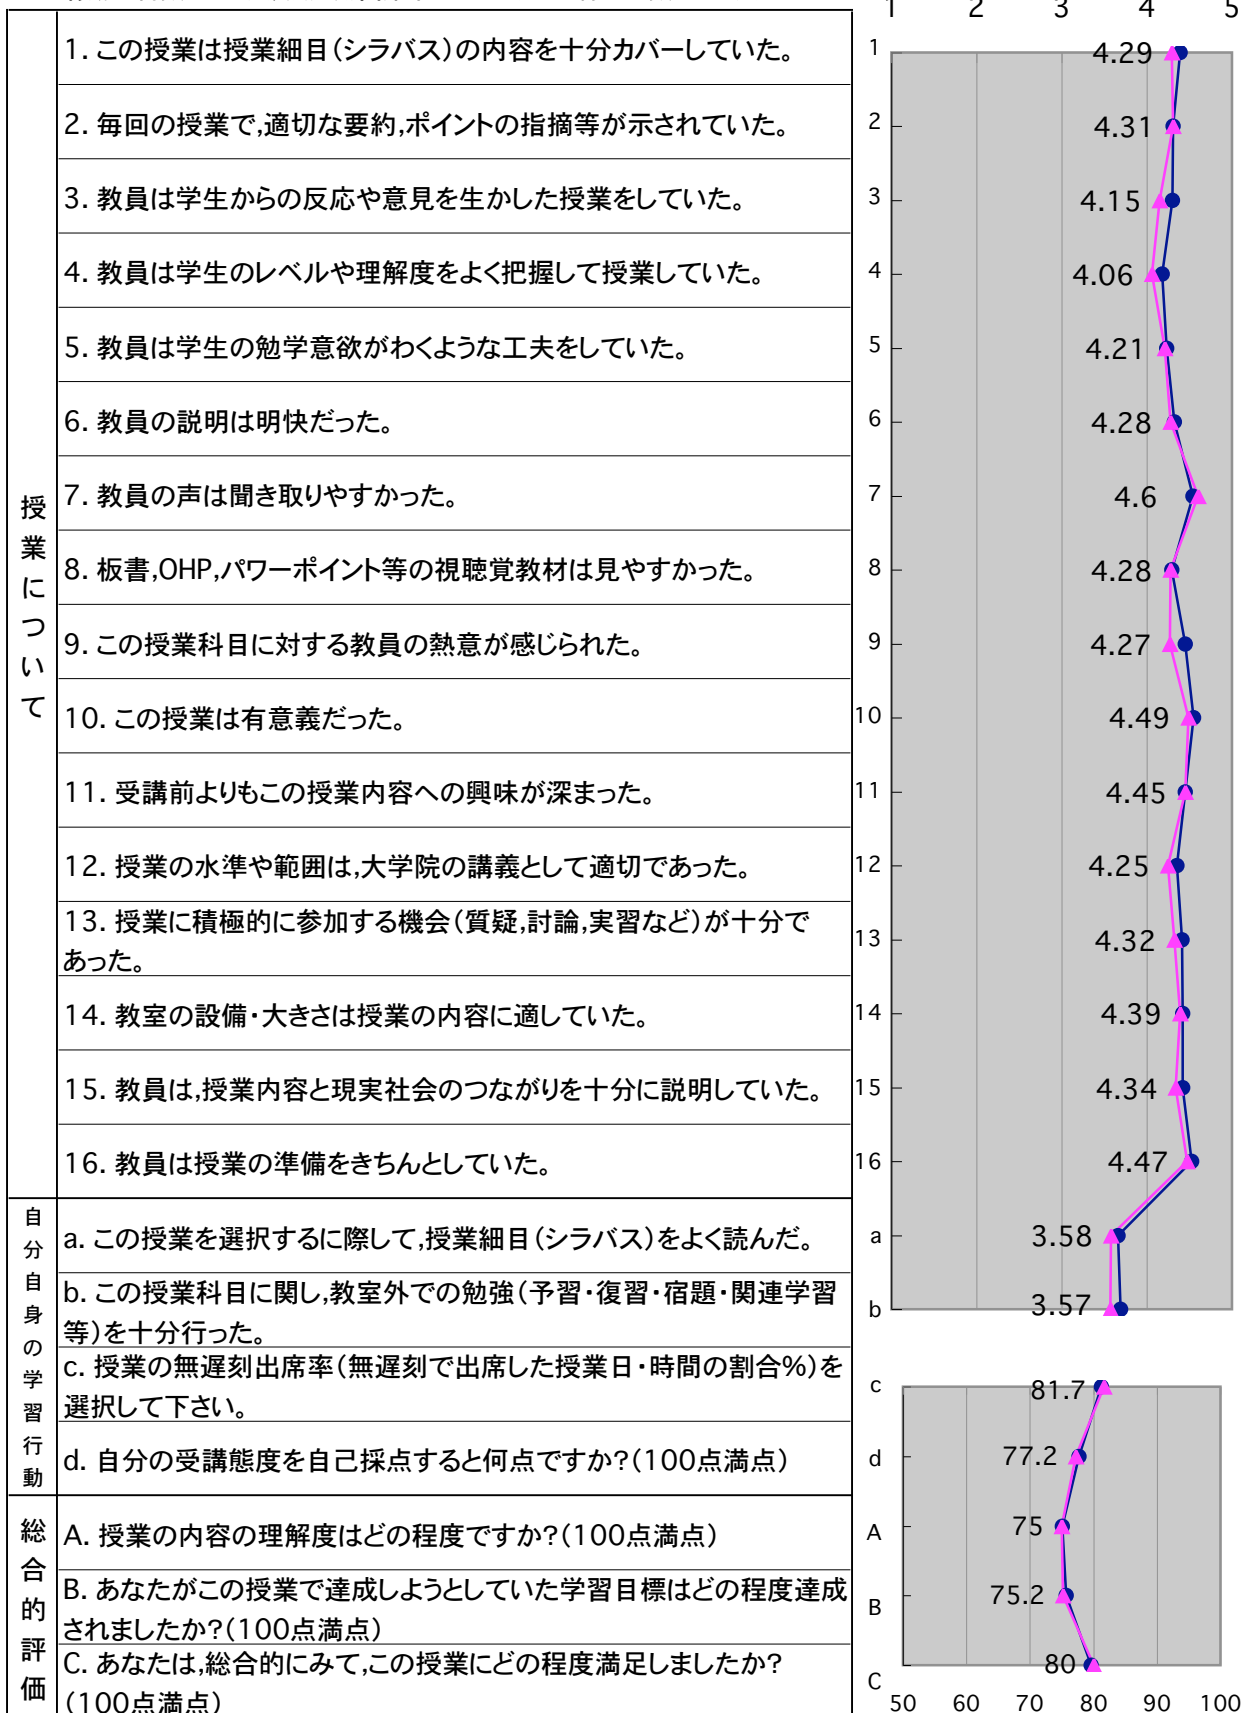 1 2 3 4 5
授業について
1. この授業は授業細目(シラバス)の内容を十分カバーしていた。
2. 毎回の授業で,適切な要約,ポイントの指摘等が示されていた。
3. 教員は学生からの反応や意見を生かした授業をしていた。
4. 教員は学生のレベルや理解度をよく把握して授業していた。
5. 教員は学生の勉学意欲がわくような工夫をしていた。
6. 教員の説明は明快だった。
7. 教員の声は聞き取りやすかった。
8. 板書,OHP,パワーポイント等の視聴覚教材は見やすかった。
9. この授業科目に対する教員の熱意が感じられた。
10. この授業は有意義だった。
11. 受講前よりもこの授業内容への興味が深まった。
12. 授業の水準や範囲は,大学院の講義として適切であった。
13. 授業に積極的に参加する機会(質疑,討論,実習など)が十分で
あった。
14. 教室の設備・大きさは授業の内容に適していた。
15. 教員は,授業内容と現実社会のつながりを十分に説明していた。
16. 教員は授業の準備をきちんとしていた。
自分自身の学習行動
a. この授業を選択するに際して,授業細目(シラバス)をよく読んだ。
b. この授業科目に関し,教室外での勉強(予習・復習・宿題・関連学習
等)を十分行った。
c. 授業の無遅刻出席率(無遅刻で出席した授業日・時間の割合%)を
選択して下さい。
d. 自分の受講態度を自己採点すると何点ですか?(100点満点)
総合的評価
A. 授業の内容の理解度はどの程度ですか?(100点満点)
B. あなたがこの授業で達成しようとしていた学習目標はどの程度達成
されましたか?(100点満点)
C. あなたは,総合的にみて,この授業にどの程度満足しましたか?
(100点満点)
1 4.29
2 4.31
3 4.15
4 4.06
5 4.21
6 4.28
7 4.6
8 4.28
9 4.27
10 4.49
11 4.45
12 4.25
13 4.32
14 4.39
15 4.34
16 4.47
a 3.58
b 3.57
c 81.7
d 77.2
A 75
B 75.2
C 80
50 60 70 80 90 100